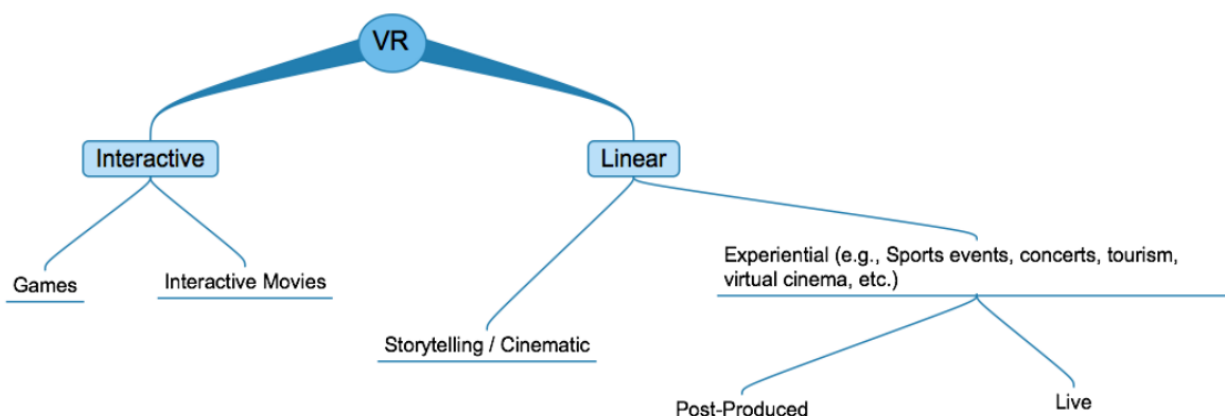 VR
Interactive
Linear
Games
Interactive Movies
Storytelling / Cinematic
Experiential (e.g., Sports events, concerts, tourism,
virtual cinema, etc.)
Post-Produced
Live